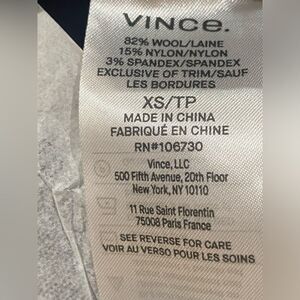 VINCE.
82% WOOL/LAINE
15% NYLON/NYLON
3% SPANDEX/SPANDEX
EXCLUSIVE OF TRIM/SAUF
LES BORDURES
XS/TP
MADE IN CHINA
FABRIQUÉ EN CHINE
RN#106730
Vince, LLC
500 Fifth Avenue, 20th Floor
New York, NY 10110
11 Rue Saint Florentin
75008 Paris France
SEE REVERSE FOR CARE
VOIR AU VERSO POUR LES SOINS